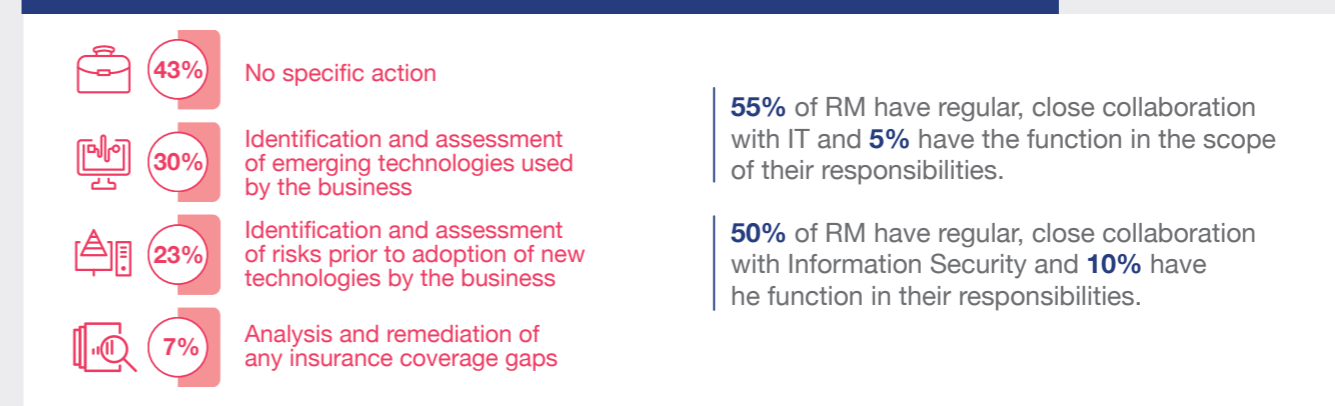 43%
No specific action
30%
Identification and assessment
of emerging technologies used
by the business
23%
Identification and assessment
of risks prior to adoption of new
technologies by the business
7%
Analysis and remediation of
any insurance coverage gaps
55% of RM have regular, close collaboration
with IT and 5% have the function in the scope
of their responsibilities.
50% of RM have regular, close collaboration
with Information Security and 10% have
he function in their responsibilities.